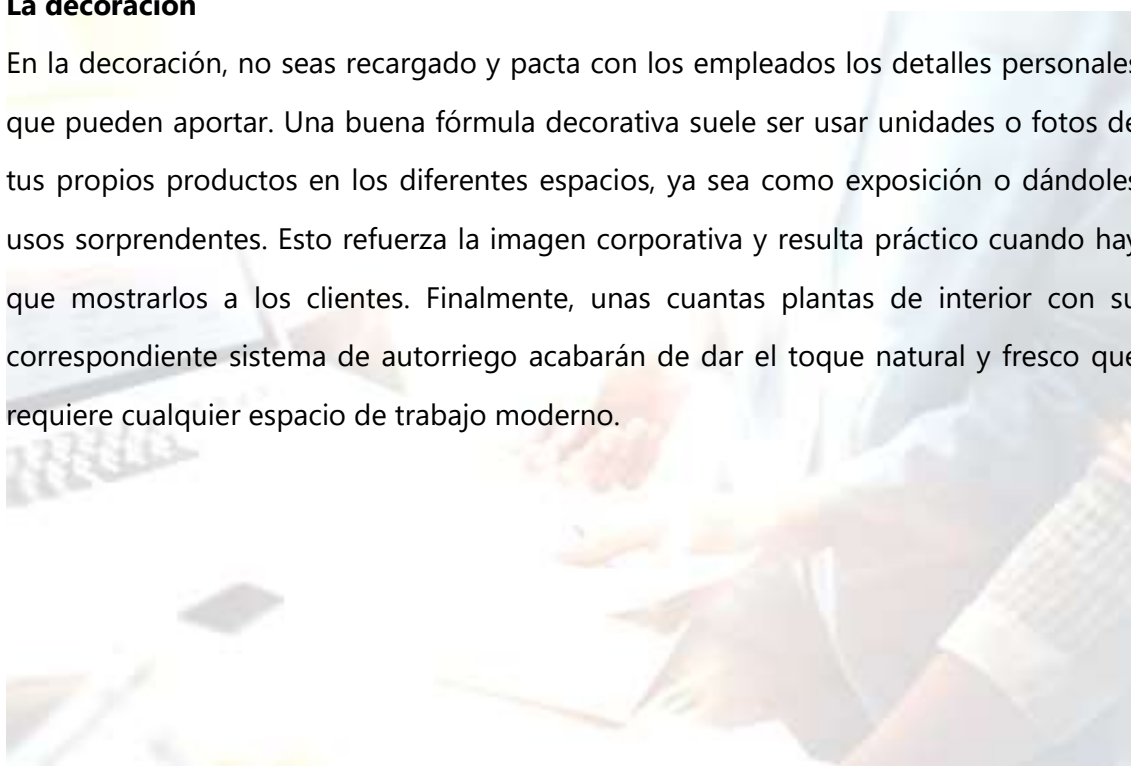 La decoración
En la decoración, no seas recargado y pacta con los empleados los detalles personales
que pueden aportar. Una buena fórmula decorativa suele ser usar unidades o fotos de
tus propios productos en los diferentes espacios, ya sea como exposición o dándoles
usos sorprendentes. Esto refuerza la imagen corporativa y resulta práctico cuando hay
que mostrarlos a los clientes. Finalmente, unas cuantas plantas de interior con su
correspondiente sistema de autorriego acabarán de dar el toque natural y fresco que
requiere cualquier espacio de trabajo moderno.